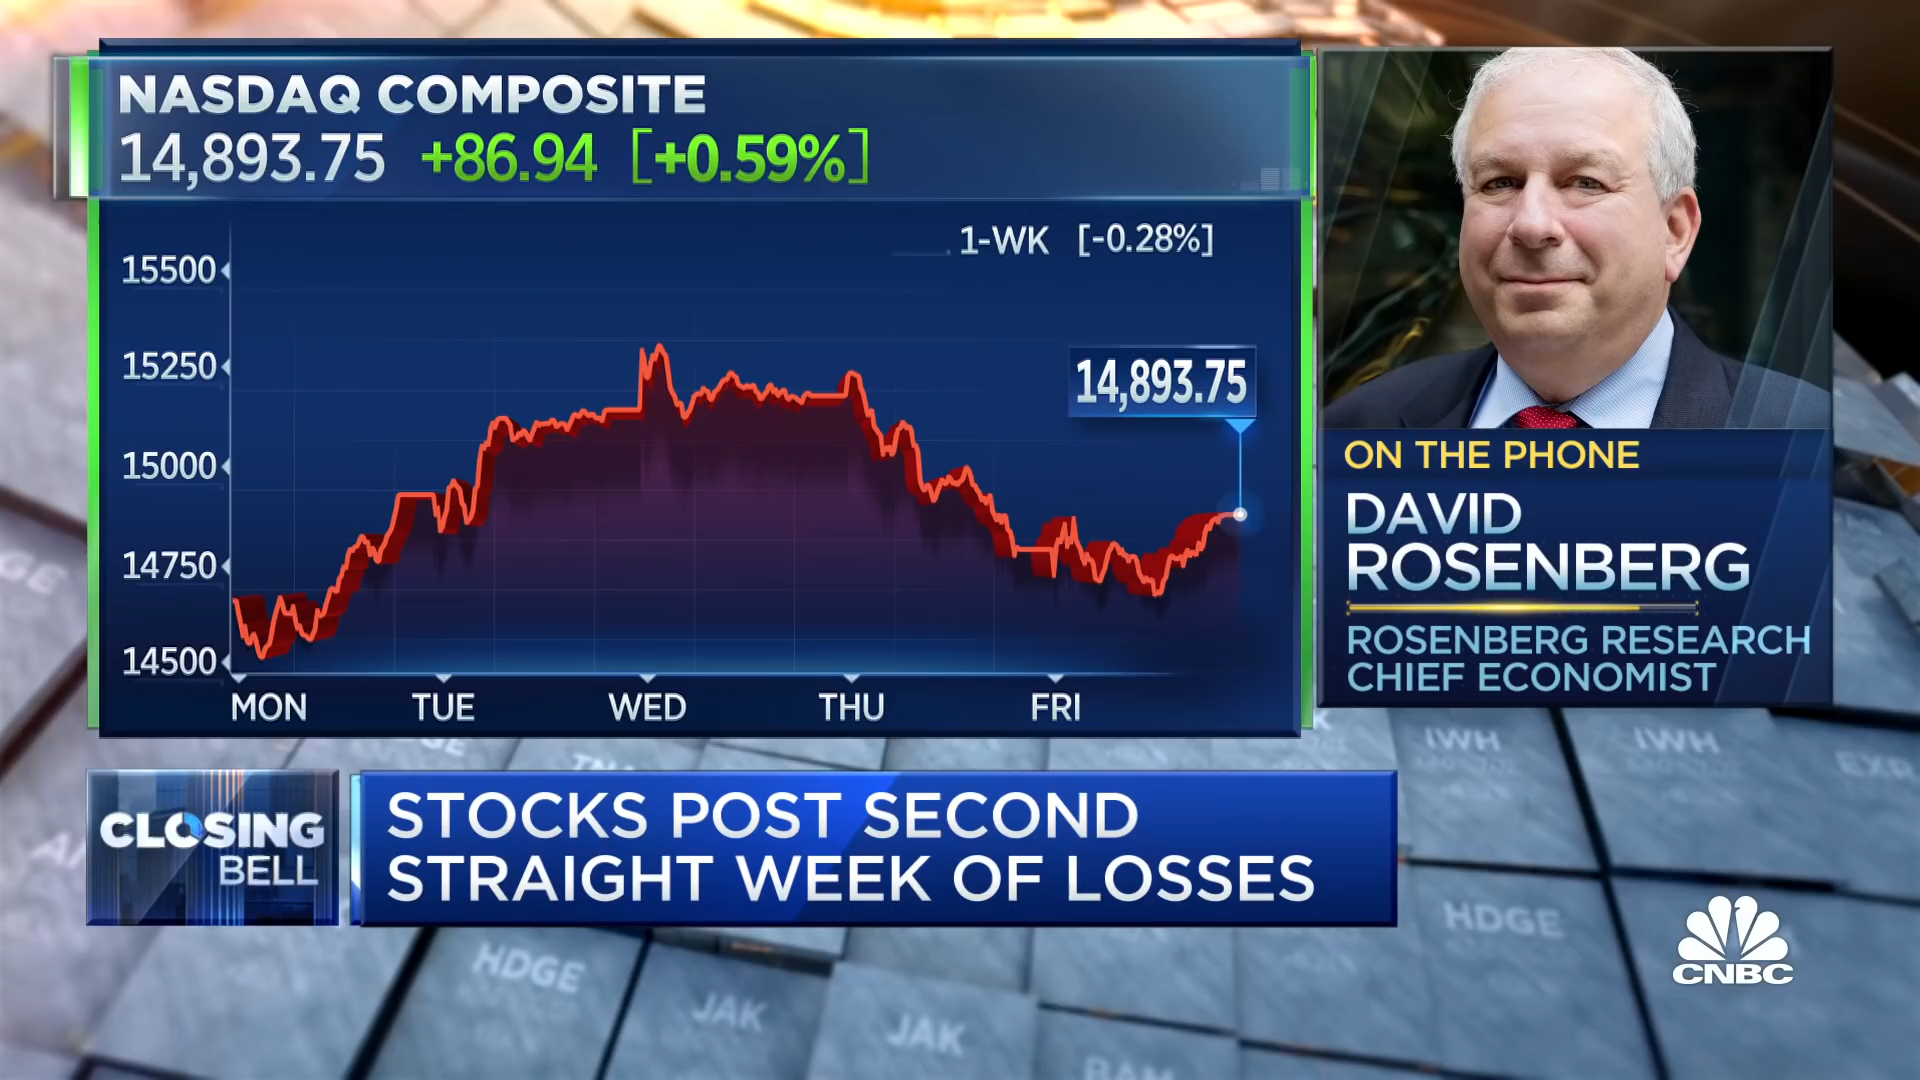 NASDAQ COMPOSITE
14,893.75 +86.94 [+0.59%]
1-WK [-0.28%]
15500
15250
15000
14750
14500
14,893.75
MON TUE WED THU FRI
ON THE PHONE
DAVID
ROSENBERG
ROSENBERG RESEARCH
CHIEF ECONOMIST
CLOSING
BELL
STOCKS POST SECOND
STRAIGHT WEEK OF LOSSES
CNBC
IWH
IWH
EXR
HDGE
HDGE
JAK
JAK